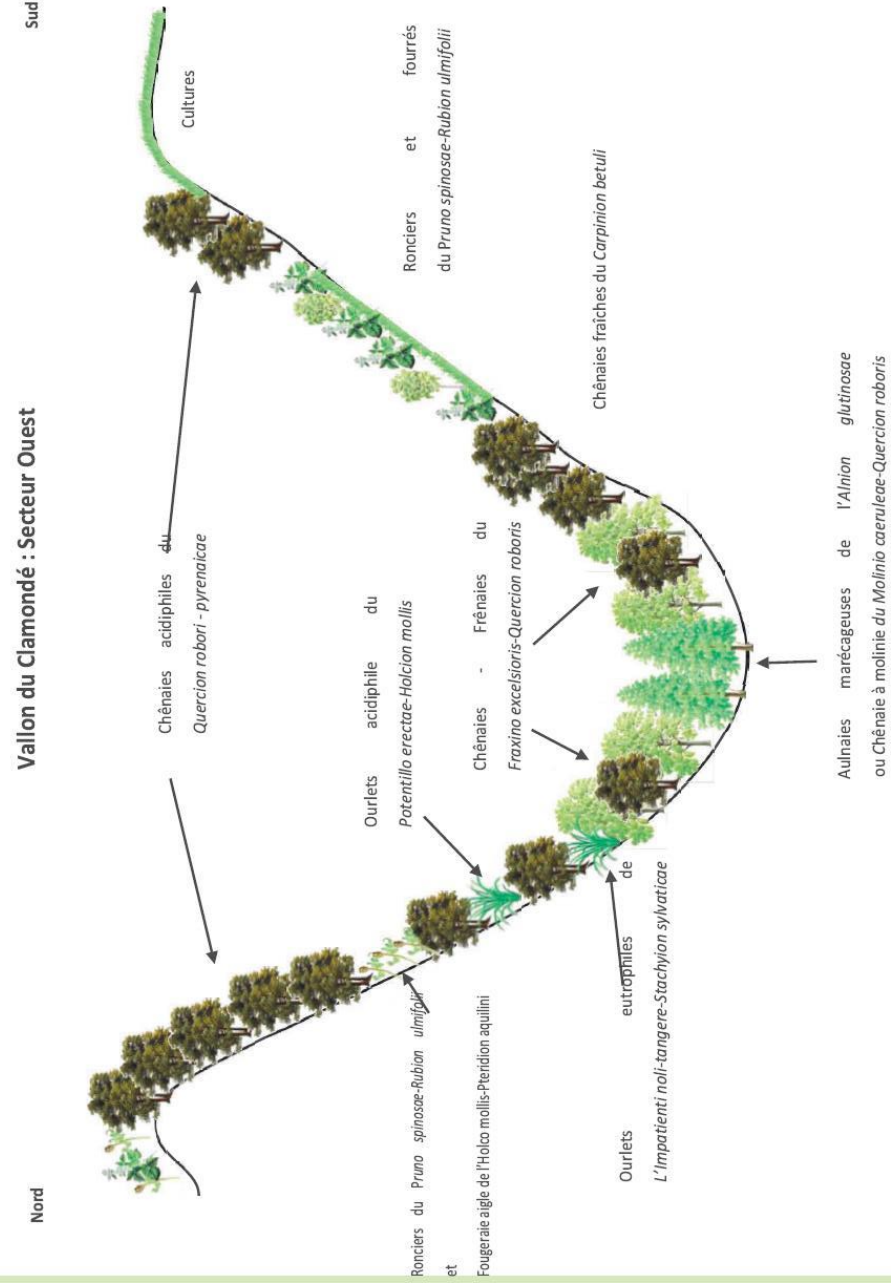 Vallon du Clamondé : Secteur Ouest
Nord
Sud
Chênaies acidiphiles du
Quercion robori - pyrenaicae
Cultures
Ourlets acidiphile du
Potentillo erectae-Holcion mollis
Ronciers et fourrés
du Pruno spinosae-Rubion ulmifolii
Ronciers du Pruno spinosae-Rubion ulmifolii
et
Fougeraie aigle de l'Holco mollis-Pteridion aquilini
Chênaies - Frênaies du
Fraxino excelsioris-Quercion roboris
Chênaies fraîches du Carpinion betuli
Ourlets eutrophiles de
L'Impatienti noli-tangere-Stachyion sylvaticae
Aulnaies marécageuses de l'Alnion glutinosae
ou Chênaie à molinie du Molinio caeruleae-Quercion roboris